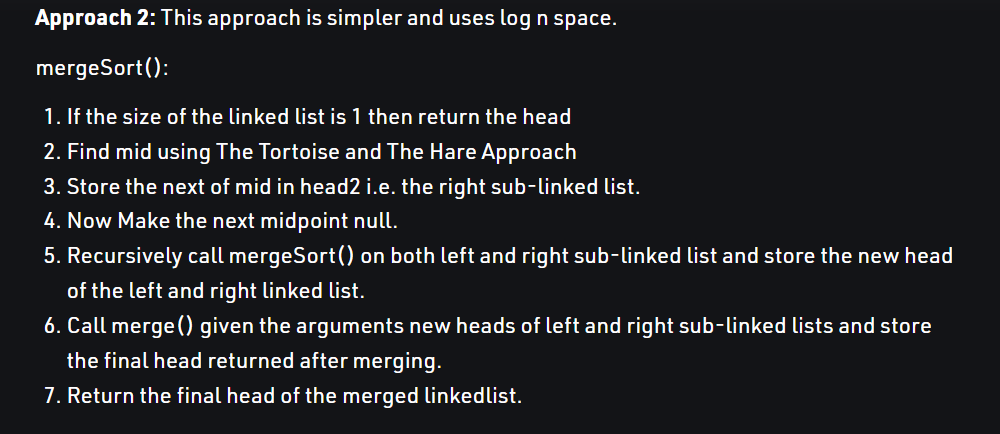 Approach 2: This approach is simpler and uses log n space.
mergeSort():
1. If the size of the linked list is 1 then return the head
2. Find mid using The Tortoise and The Hare Approach
3. Store the next of mid in head2 i.e. the right sub-linked list.
4. Now Make the next midpoint null.
5. Recursively call mergeSort() on both left and right sub-linked list and store the new head
of the left and right linked list.
6. Call merge() given the arguments new heads of left and right sub-linked lists and store
the final head returned after merging.
7. Return the final head of the merged linkedlist.